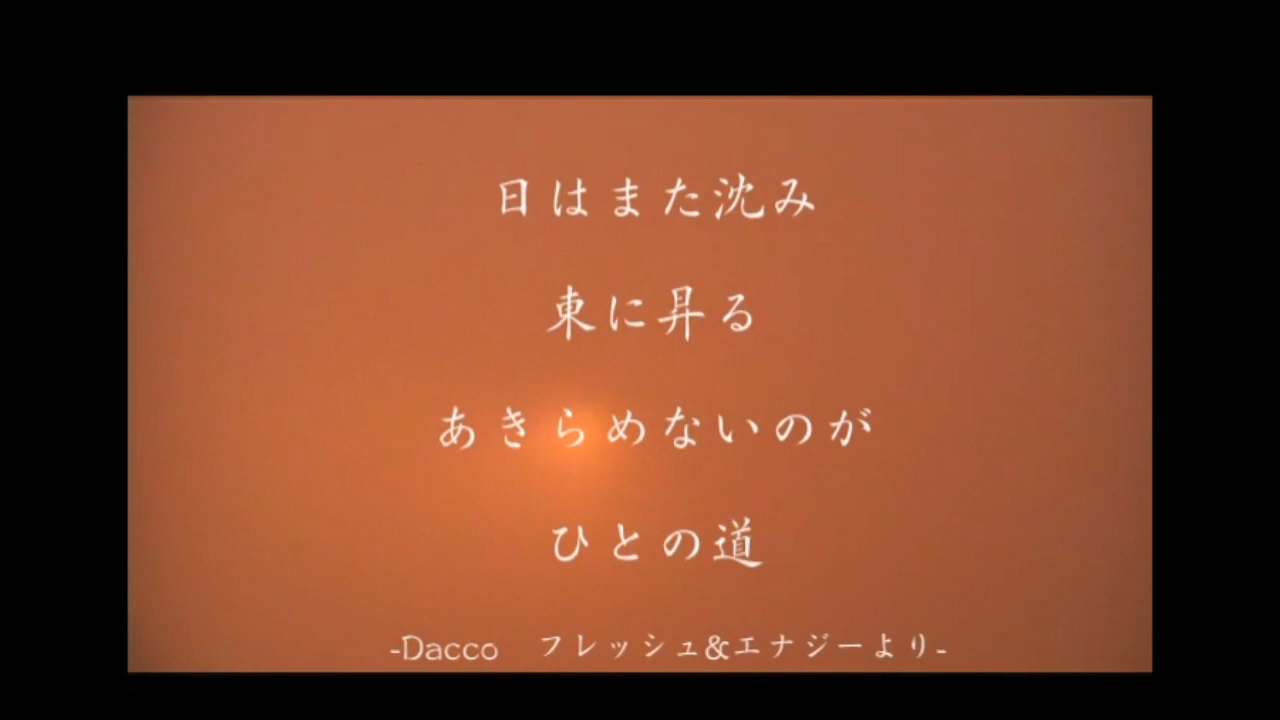 日はまた沈み
東に昇る
あきらめないのが
ひとの道
-Dacco　フレッシュ&エナジーより-